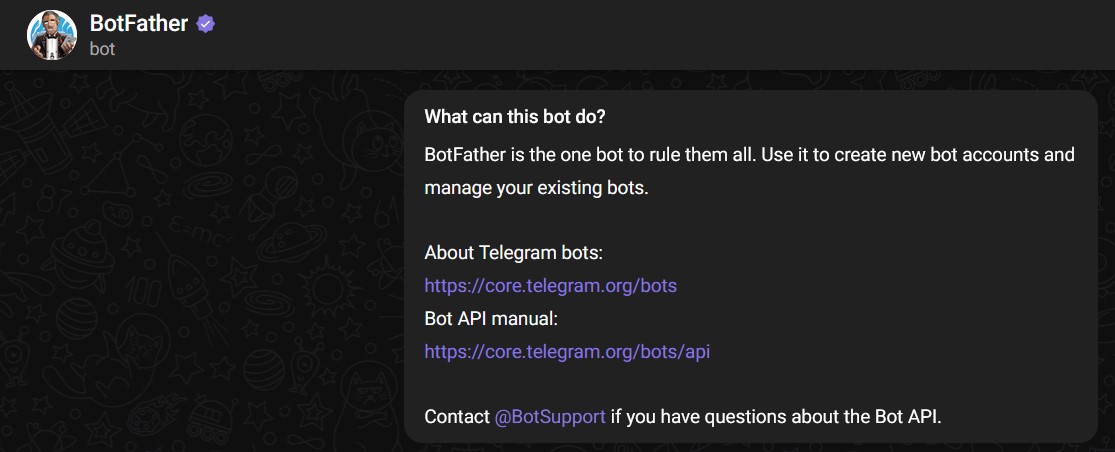 BotFather
bot
What can this bot do?
BotFather is the one bot to rule them all. Use it to create new bot accounts and
manage your existing bots.
About Telegram bots:
https://core.telegram.org/bots
Bot API manual:
https://core.telegram.org/bots/api
Contact @BotSupport if you have questions about the Bot API.